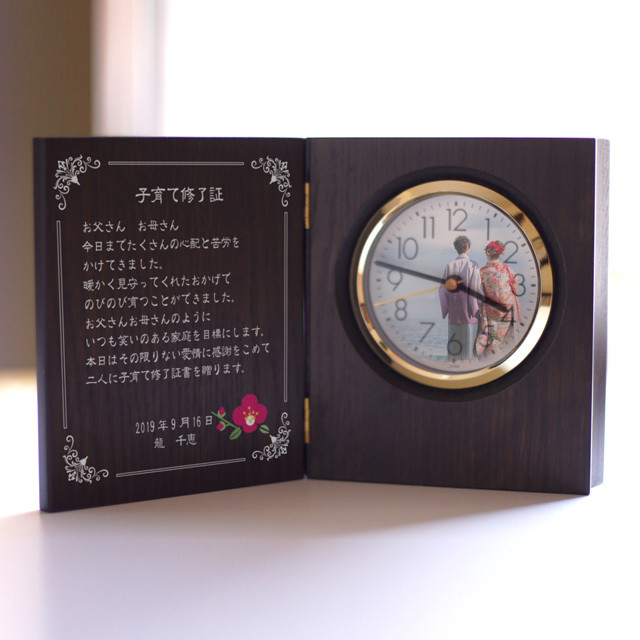 子育て修了証
お父さん　お母さん
今日までたくさんの心配と苦労を
かけてきました。
暖かく見守ってくれたおかげで
のびのび育つことができました。
お父さんお母さんのように
いつも笑いのある家庭を目標にします。
本日はその限りない愛情に感謝をこめて
二人に子育て修了証書を贈ります。
2019年9月16日
龍　千恵
12
1
2
3
4
5
6
7
8
9
10
11